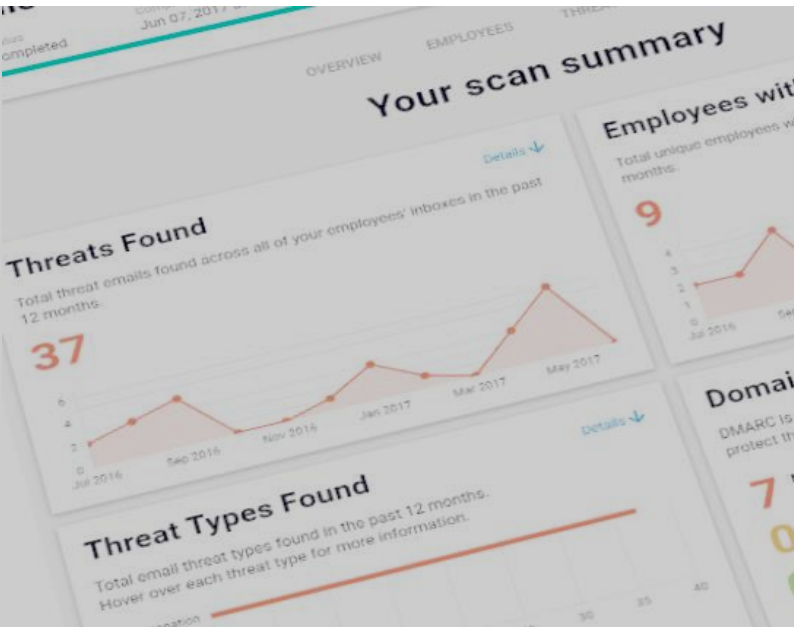 ompleted
Jun 07, 2017
OVERVIEW
EMPLOYEES
Your scan summary
Details
Threats Found
Total threat emails found across all of your employees' inboxes in the past
12 months.
37
6
4
2
0
Jul 2016
Sep 2016
Nov 2016
Jan 2017
Mar 2017
May 2017
Employees wit
Total unique employees w
months.
9
4
3
2
1
0
Jul 2016
Details
Threat Types Found
Total email threat types found in the past 12 months.
Hover over each threat type for more information.
30
35
40
Domai
DMARC is
protect th
7
0